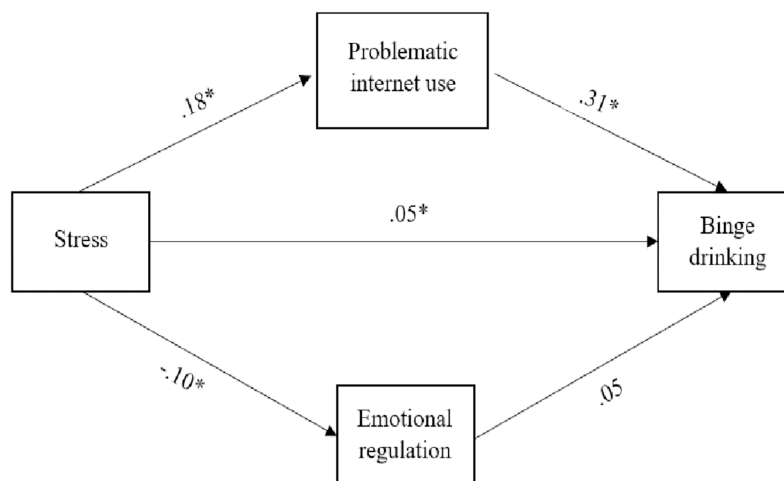 Problematic
internet use
.18*
.31*
Stress
.05*
Binge
drinking
-.10*
.05
Emotional
regulation